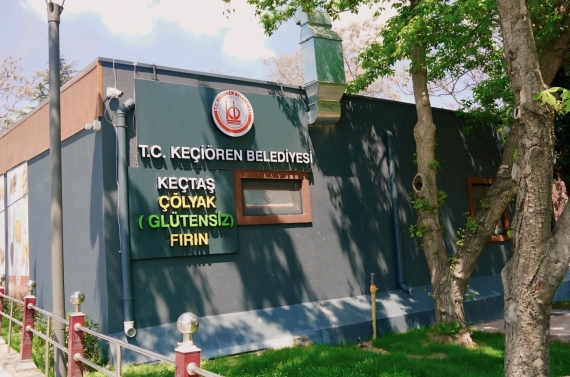 T.C. KEÇİÖREN BELEDİYESİ
KEÇTAŞ
ÇÖLYAK
( GLÜTENSİZ)
FIRIN